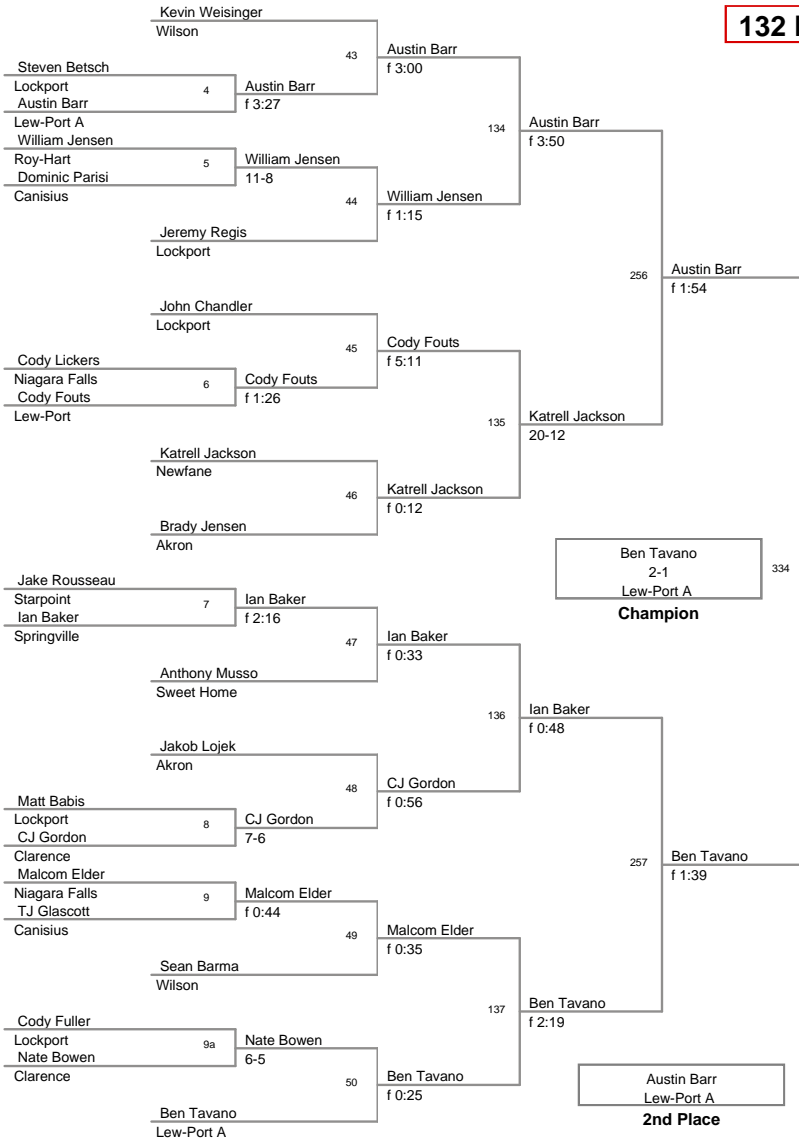 Kevin Weisinger
132
Wilson
43
Austin Barr
f 3:00
Steven Betsch
Lockport
4
Austin Barr
Austin Barr
f 3:27
Lew-Port A
134
Austin Barr
f 3:50
William Jensen
Roy-Hart
5
William Jensen
Dominic Parisi
11-8
Canisius
44
William Jensen
f 1:15
Jeremy Regis
Lockport
256
Austin Barr
f 1:54
John Chandler
Lockport
45
Cody Fouts
f 5:11
Cody Lickers
Niagara Falls
6
Cody Fouts
Cody Fouts
f 1:26
Lew-Port
135
Katrell Jackson
20-12
Katrell Jackson
Newfane
46
Katrell Jackson
f 0:12
Brady Jensen
Akron
Ben Tavano
2-1
Lew-Port A
334
Champion
Jake Rousseau
Starpoint
7
Ian Baker
Ian Baker
f 2:16
Springville
47
Ian Baker
f 0:33
Anthony Musso
Sweet Home
136
Ian Baker
f 0:48
Jakob Lojek
Akron
48
CJ Gordon
f 0:56
Matt Babis
Lockport
8
CJ Gordon
CJ Gordon
7-6
Clarence
257
Ben Tavano
f 1:39
Malcom Elder
Niagara Falls
9
Malcom Elder
TJ Glascott
f 0:44
Canisius
49
Malcom Elder
f 0:35
Sean Barma
Wilson
137
Ben Tavano
f 2:19
Cody Fuller
Lockport
9a
Nate Bowen
Nate Bowen
6-5
Clarence
50
Ben Tavano
f 0:25
Ben Tavano
Lew-Port A
Austin Barr
Lew-Port A
2nd Place